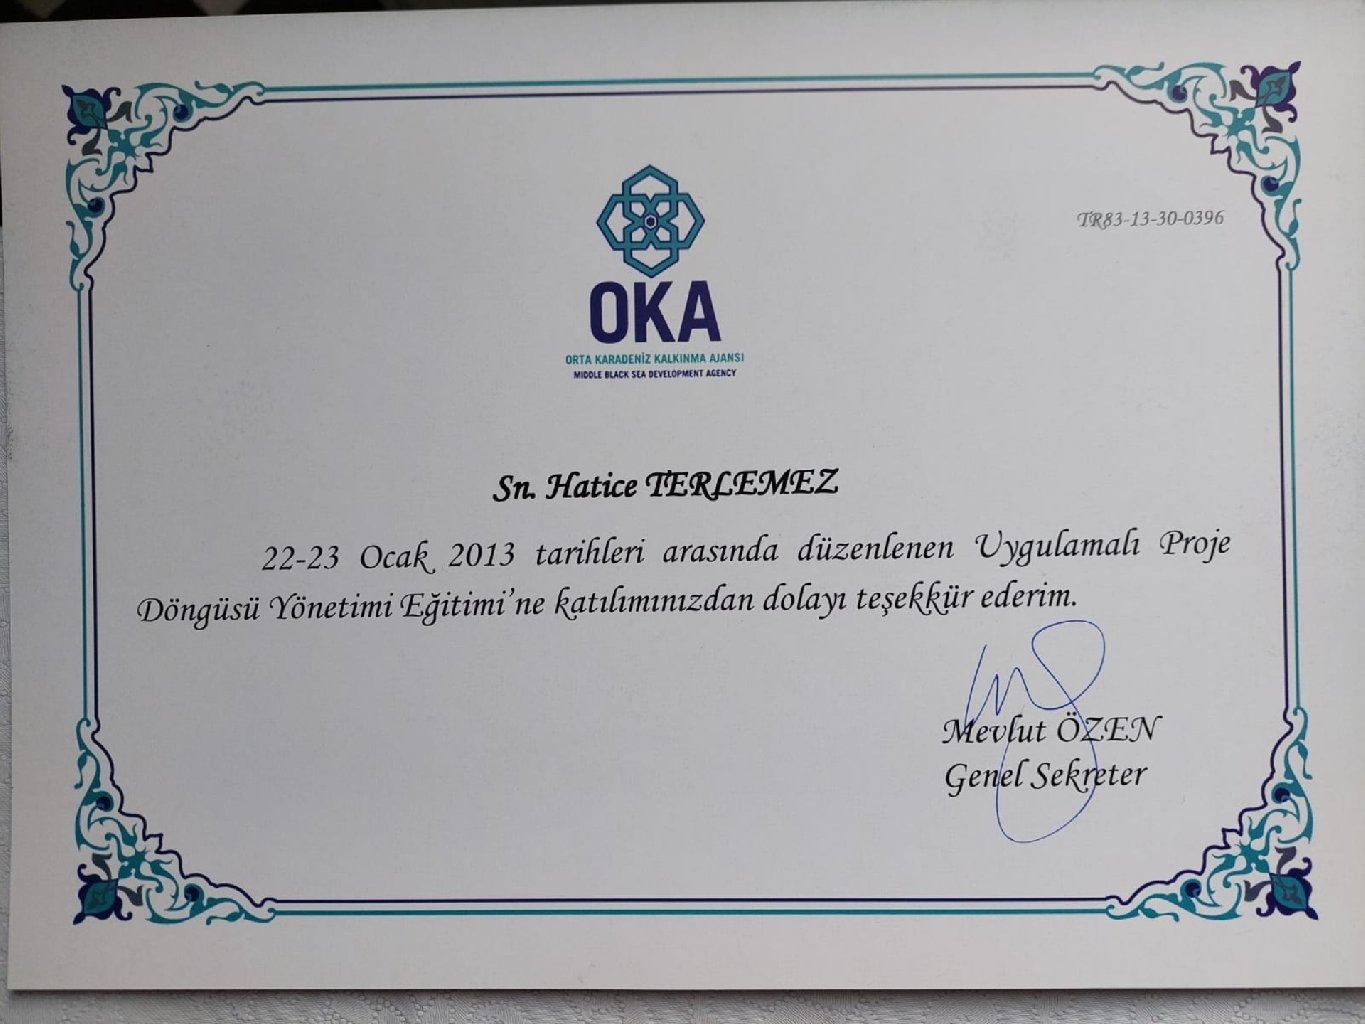 TR83-13-30-0396
OKA
ORTA KARADENİZ KALKINMA AJANSI
MIDDLE BLACK SEA DEVELOPMENT AGENCY
Sn. Hatice TERLEMEZ
22-23 Ocak 2013 tarihleri arasında düzenlenen Uygulamalı Proje
Döngüsü Yönetimi Eğitimi'ne katılımınızdan dolayı teşekkür ederim.
Mevlut ÖZEN
Genel Sekreter